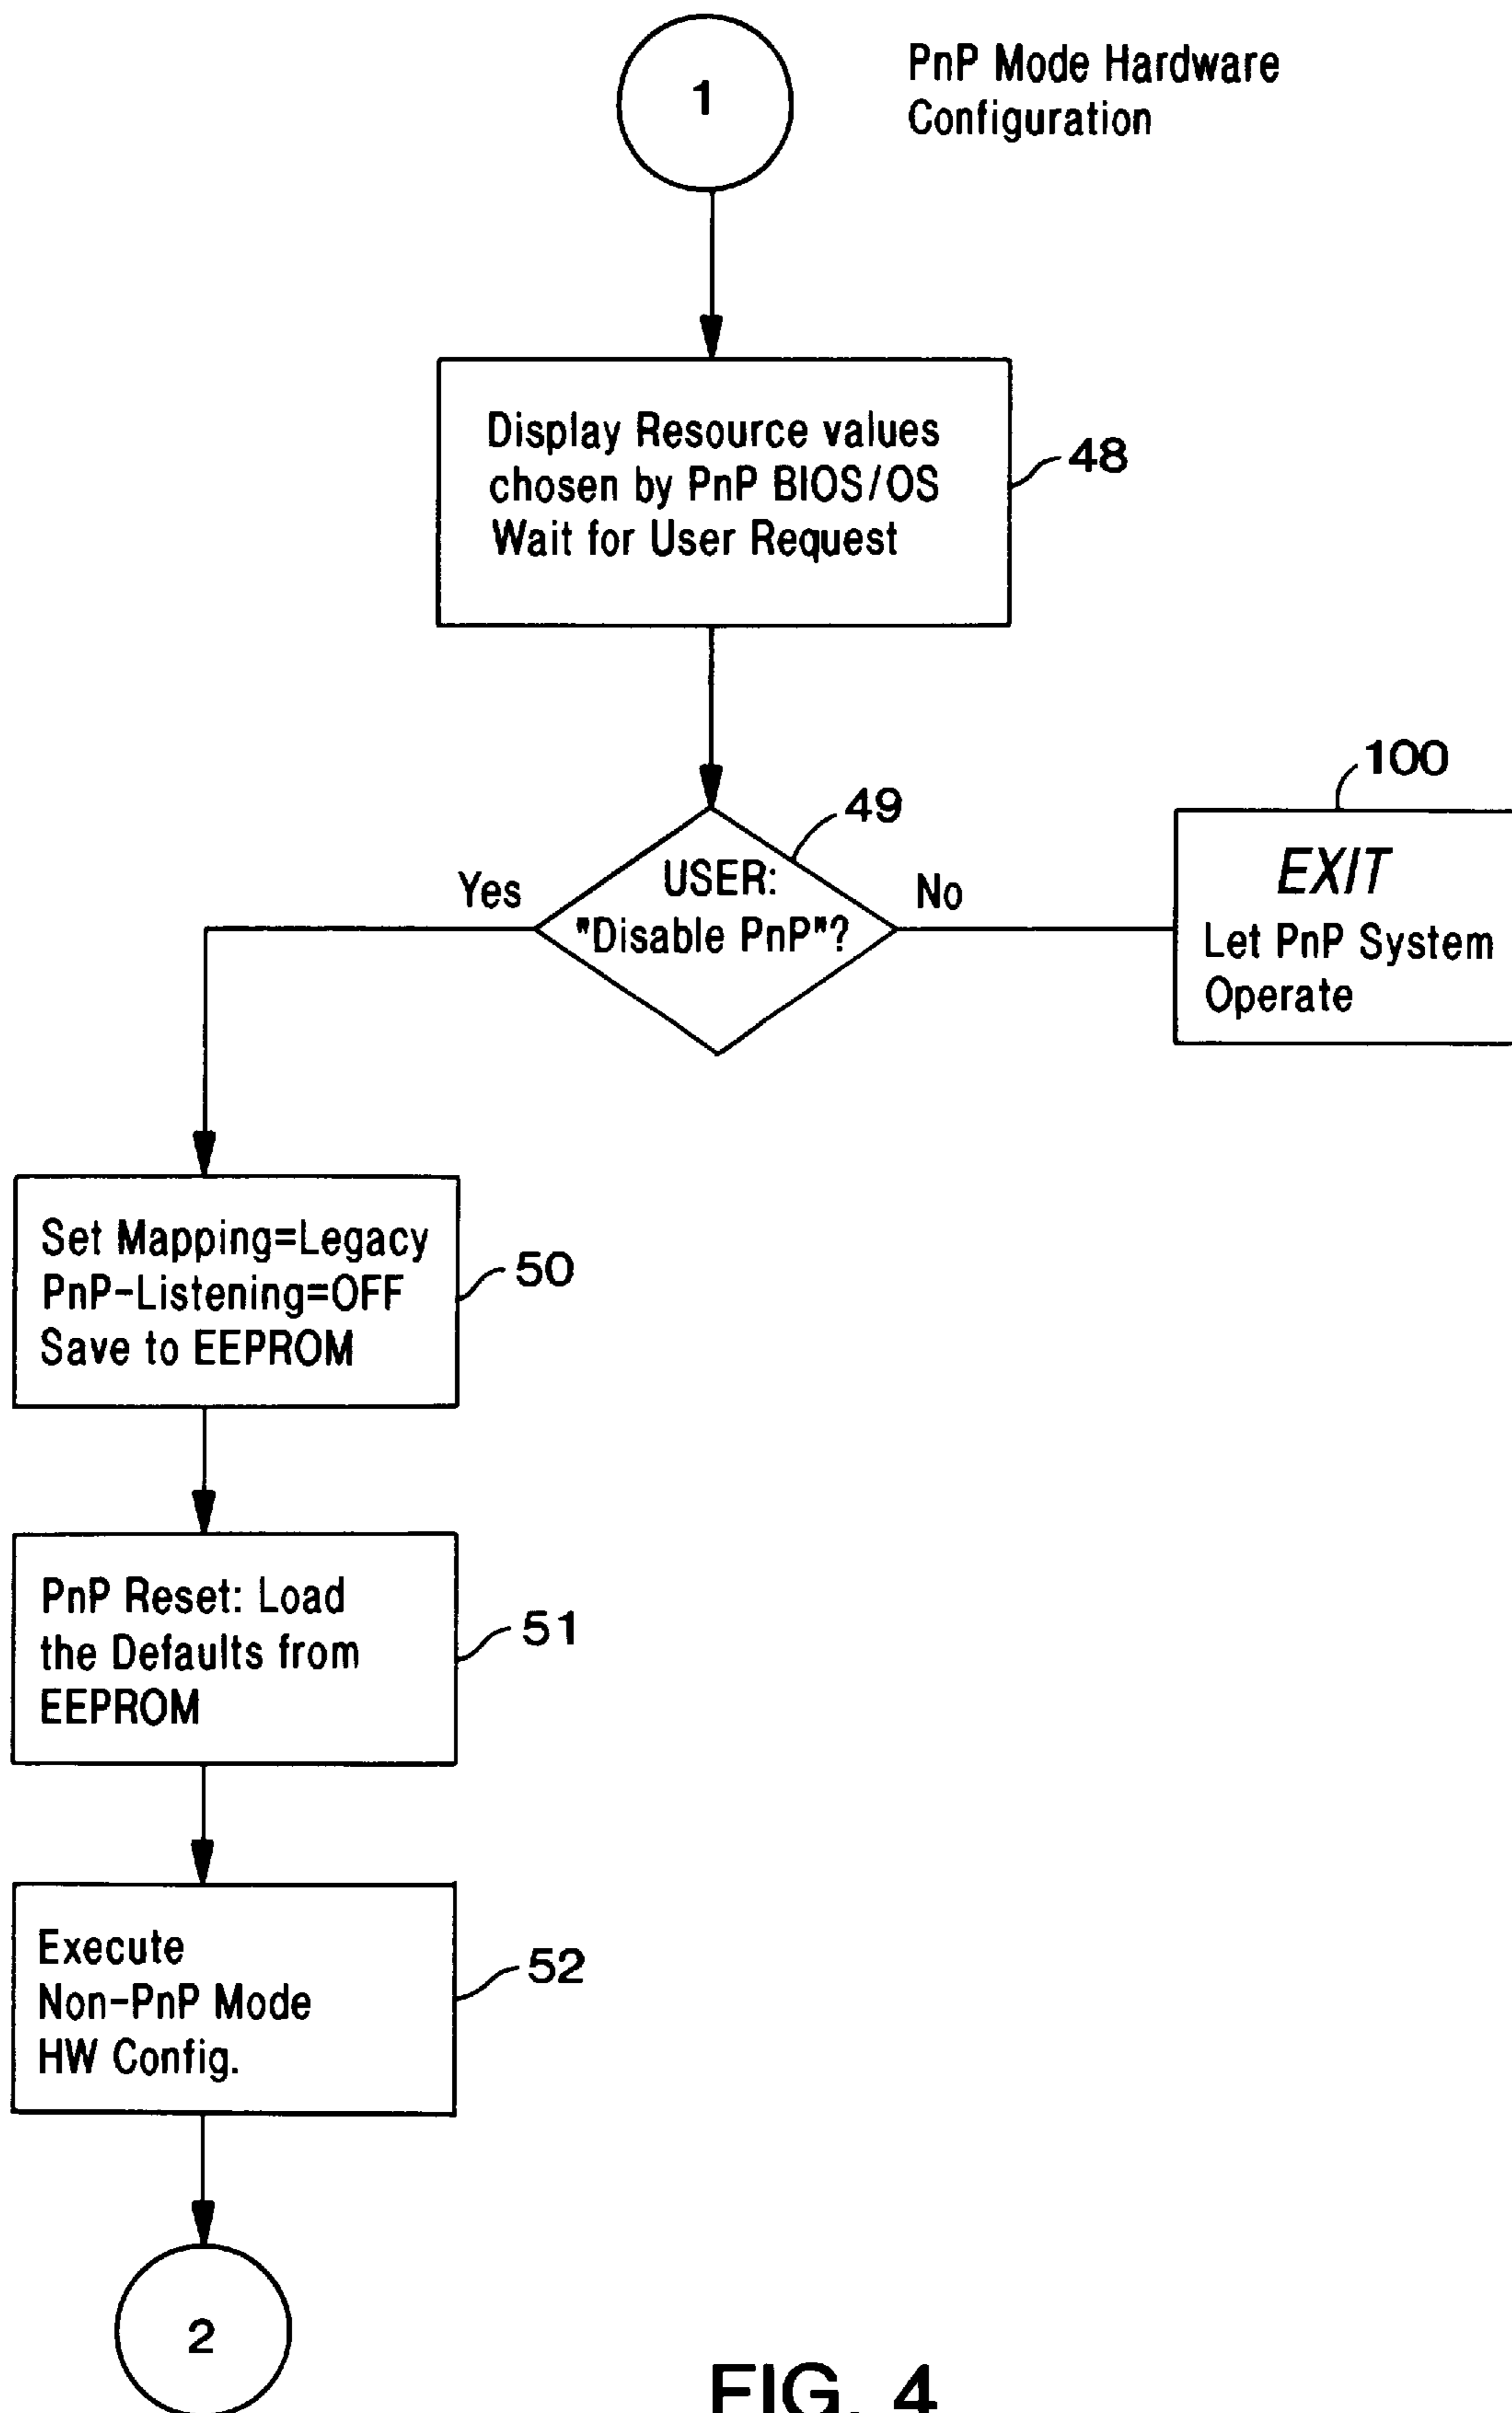 1
PnP Mode Hardware
Configuration
Display Resource values
chosen by PnP BIOS/OS
Wait for User Request
48
100
49
USER:
"Disable PnP"?
Yes
No
EXIT
Let PnP System
Operate
Set Mapping=Legacy
PnP-Listening=OFF
Save to EEPROM
50
PnP Reset: Load
the Defaults from
EEPROM
51
Execute
Non-PnP Mode
HW Config.
52
2
FIG. 4